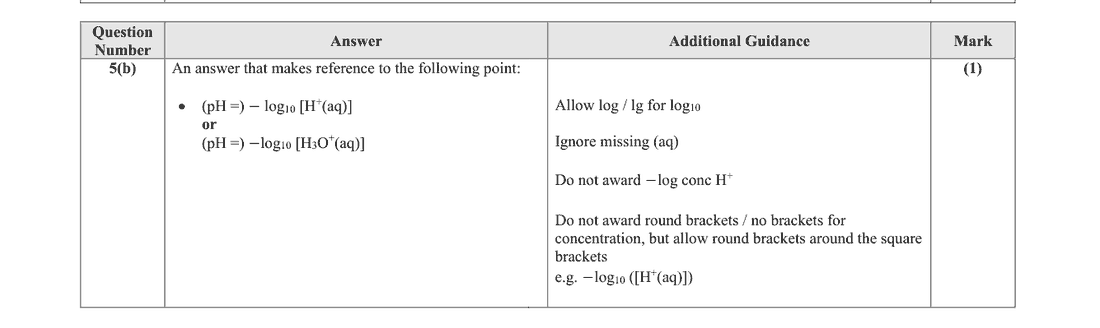 Question Number
Answer
Additional Guidance
Mark
5(b)
An answer that makes reference to the following point:
(1)
• (pH =) – log₁₀ [H⁺(aq)]
or
(pH =) –log₁₀ [H₃O⁺(aq)]
Allow log / lg for log₁₀
Ignore missing (aq)
Do not award –log conc H⁺
Do not award round brackets / no brackets for
concentration, but allow round brackets around the square
brackets
e.g. –log₁₀ ([H⁺(aq)])